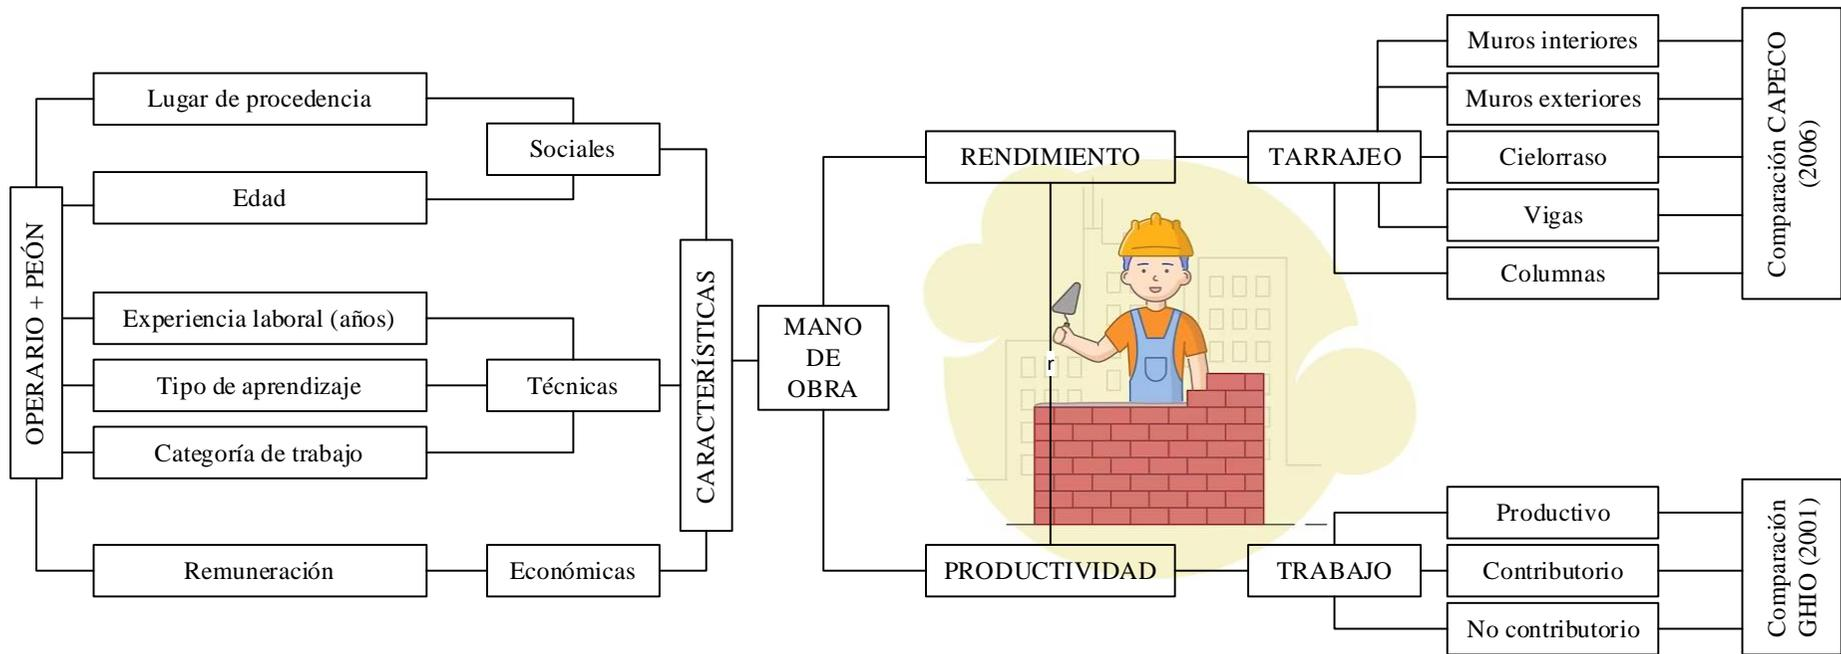 OPERARIO + PEÓN
Lugar de procedencia
Edad
Experiencia laboral (años)
Tipo de aprendizaje
Categoría de trabajo
Remuneración
Sociales
Técnicas
Económicas
CARACTERÍSTICAS
MANO
DE
OBRA
RENDIMIENTO
r
PRODUCTIVIDAD
TARRAJEO
Muros interiores
Muros exteriores
Cielorraso
Vigas
Columnas
Comparación CAPECO
(2006)
TRABAJO
Productivo
Contributorio
No contributorio
Comparación
GHIO (2001)